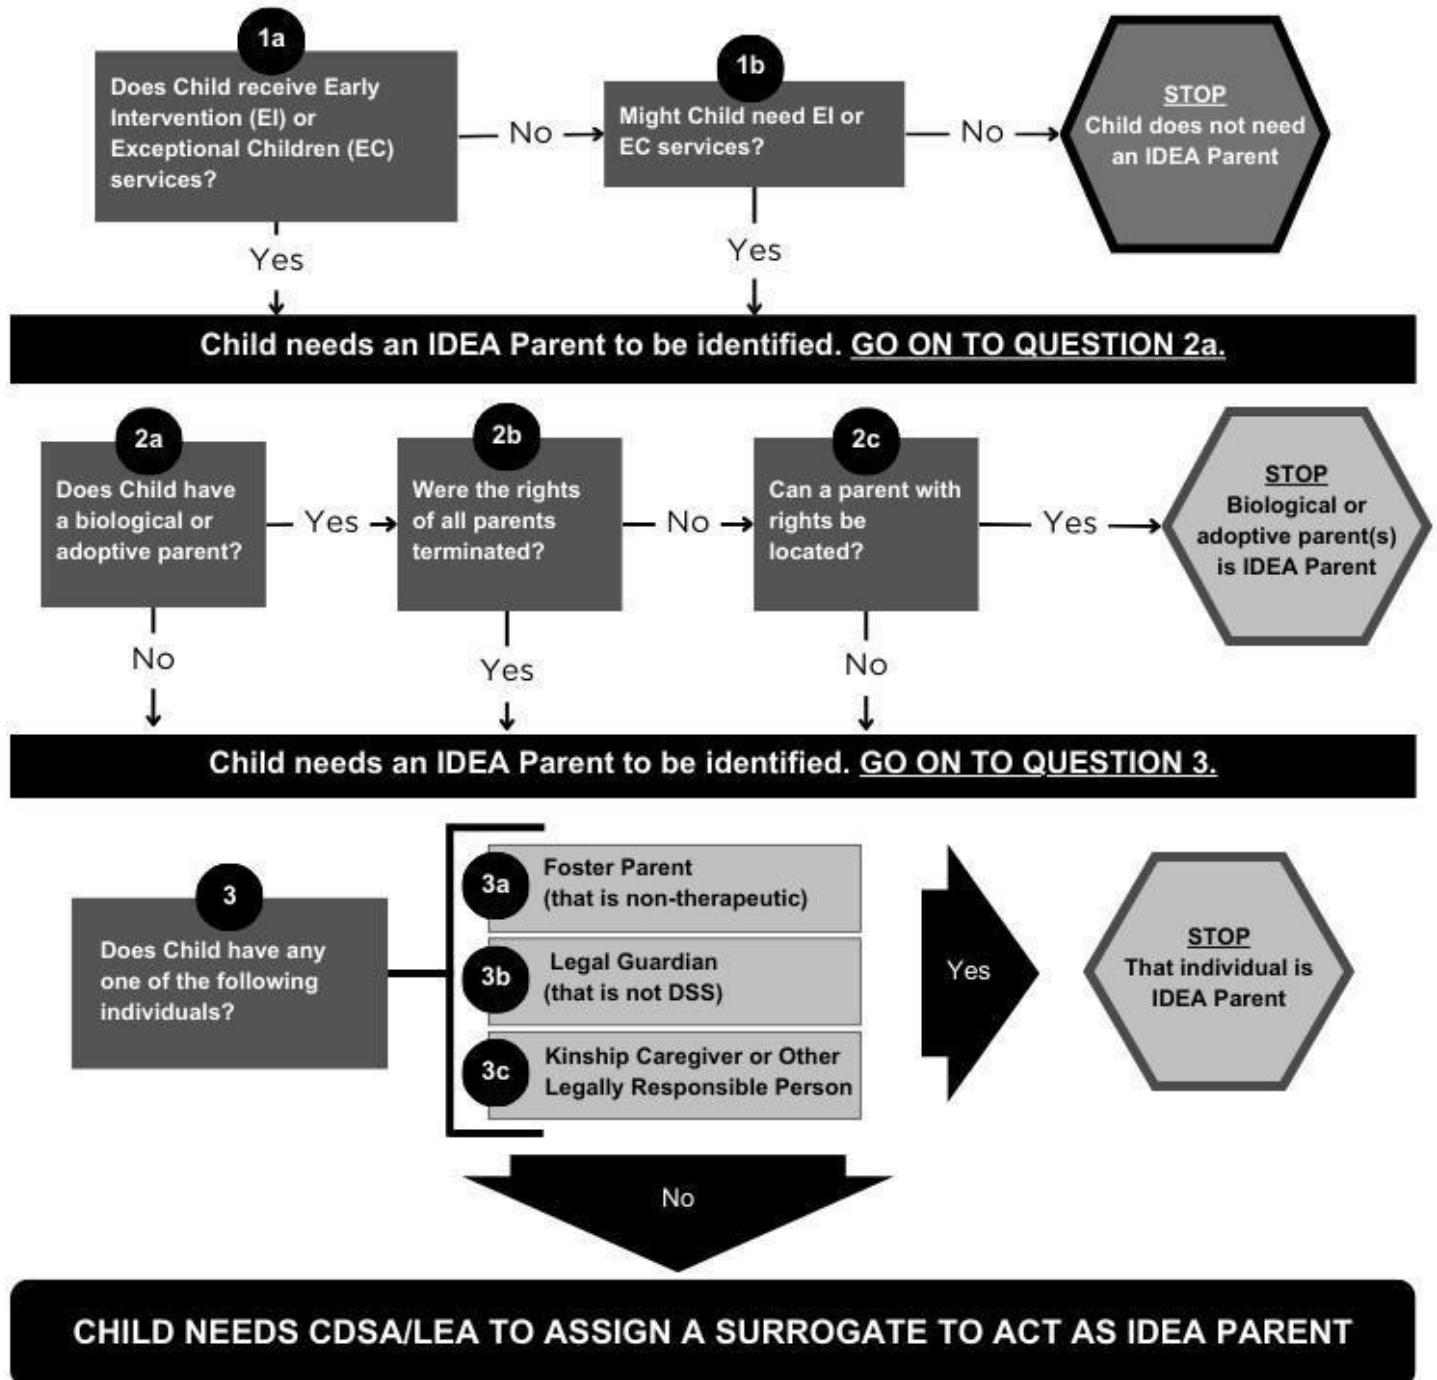 1a
Does Child receive Early
Intervention (EI) or
Exceptional Children (EC)
services?
No
1b
Might Child need EI or
EC services?
No
STOP
Child does not need
an IDEA Parent
Yes
Yes
Child needs an IDEA Parent to be identified. GO ON TO QUESTION 2a.
2a
Does Child have
a biological or
adoptive parent?
Yes
2b
Were the rights
of all parents
terminated?
No
2c
Can a parent with
rights be
located?
Yes
STOP
Biological or
adoptive parent(s)
is IDEA Parent
No
Yes
No
Child needs an IDEA Parent to be identified. GO ON TO QUESTION 3.
3
Does Child have any
one of the following
individuals?
3a
Foster Parent
(that is non-therapeutic)
3b
Legal Guardian
(that is not DSS)
3c
Kinship Caregiver or Other
Legally Responsible Person
Yes
STOP
That individual is
IDEA Parent
No
CHILD NEEDS CDSA/LEA TO ASSIGN A SURROGATE TO ACT AS IDEA PARENT